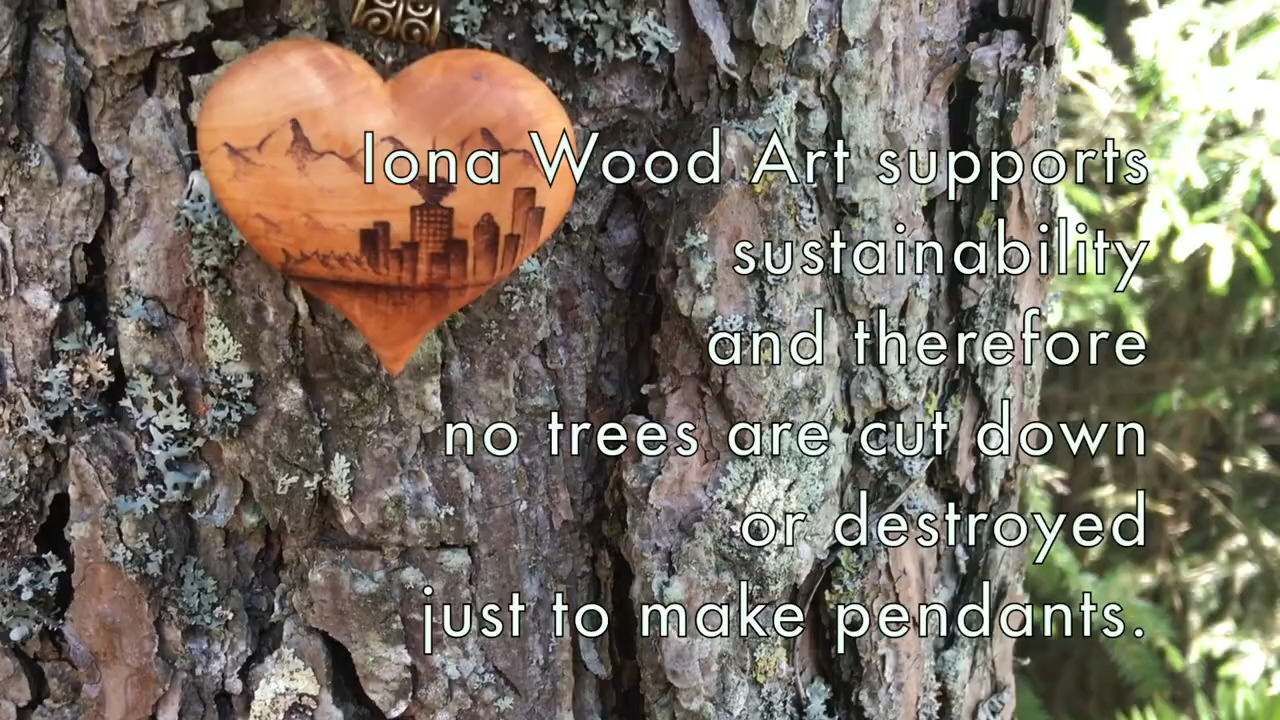 Iona Wood Art supports
sustainability
and therefore
no trees are cut down
or destroyed
just to make pendants.